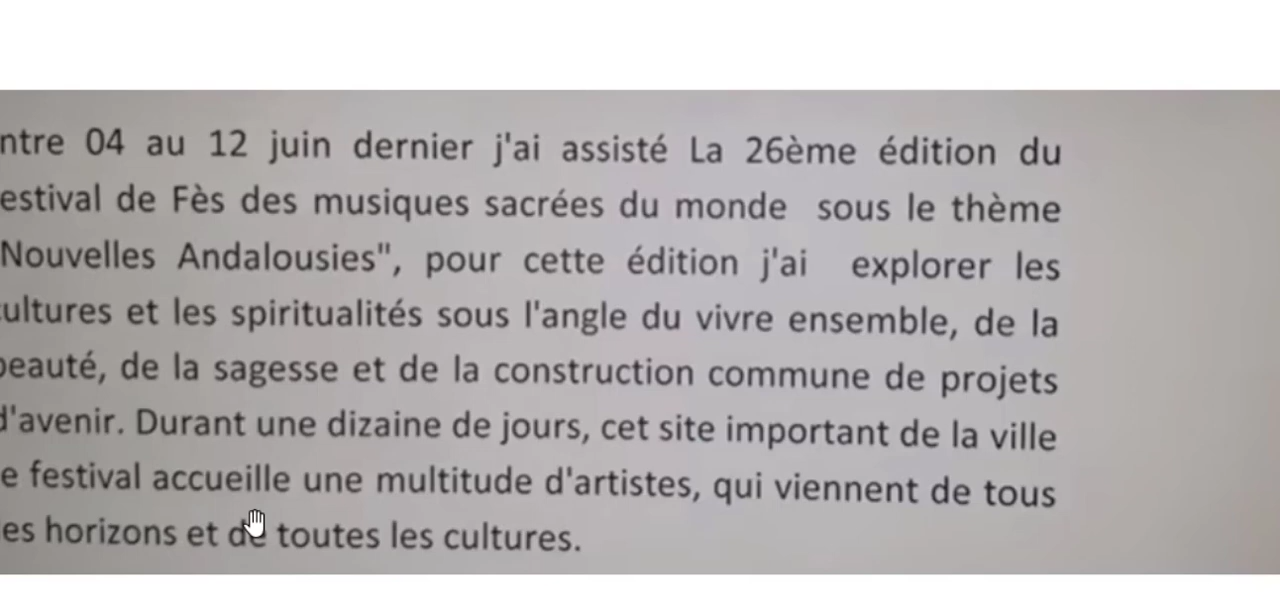 ntre 04 au 12 juin dernier j'ai assisté La 26ème édition du
estival de Fès des musiques sacrées du monde sous le thème
Nouvelles Andalousies", pour cette édition j'ai explorer les
ultures et les spiritualités sous l'angle du vivre ensemble, de la
beauté, de la sagesse et de la construction commune de projets
d'avenir. Durant une dizaine de jours, cet site important de la ville
e festival accueille une multitude d'artistes, qui viennent de tous
es horizons et de toutes les cultures.